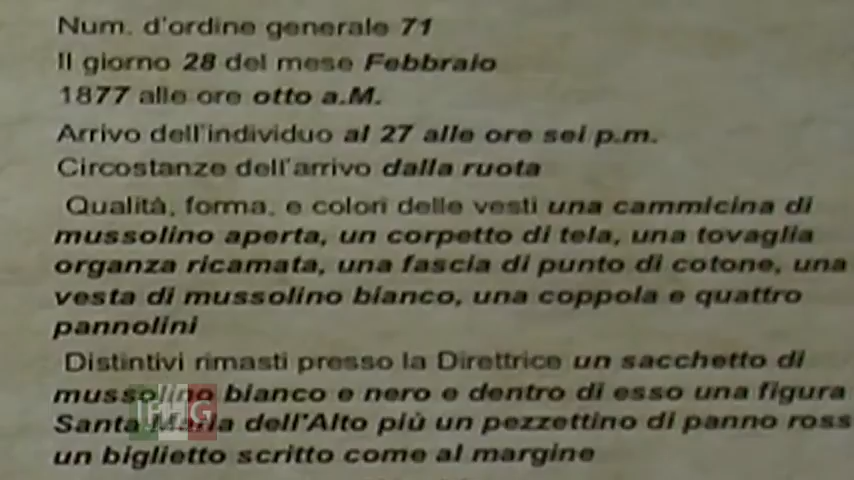 Num. d'ordine generale 71
Il giorno 28 del mese Febbraio
1877 alle ore otto a.M.
Arrivo dell'individuo al 27 alle ore sei p.m.
Circostanze dell'arrivo dalla ruota
Qualità, forma, e colori delle vesti una cammicina di
mussolino aperta, un corpetto di tela, una tovaglia
organza ricamata, una fascia di punto di cotone, una
vesta di mussolino bianco, una coppola e quattro
pannolini
Distintivi rimasti presso la Direttrice un sacchetto di
mussolino bianco e nero e dentro di esso una figura
Santa Maria dell'Alto più un pezzettino di panno ross
un biglietto scritto come al margine